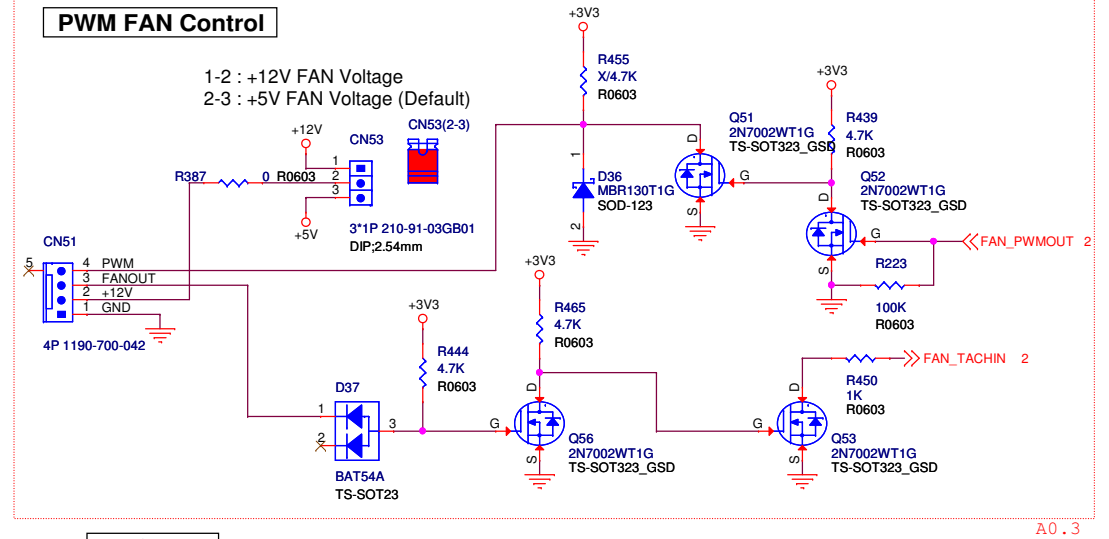 PWM FAN Control
1-2 : +12V FAN Voltage
2-3 : +5V FAN Voltage (Default)
+3V3
R455
X/4.7K
R0603
+3V3
R439
4.7K
R0603
Q51
2N7002WT1G
TS-SOT323_GSD
D
G
S
Q52
2N7002WT1G
TS-SOT323_GSD
D
G
S
FAN_PWMOUT 2
R223
100K
R0603
1
D36
MBR130T1G
SOD-123
2
+12V
CN53
CN53(2-3)
1
2
3
R387
0
R0603
+5V
3*1P 210-91-03GB01
DIP;2.54mm
CN51
5
4 PWM
3 FANOUT
2 +12V
1 GND
4P 1190-700-042
+3V3
R444
4.7K
R0603
+3V3
R465
4.7K
R0603
D37
1
2
3
BAT54A
TS-SOT23
D
G
S
Q56
2N7002WT1G
TS-SOT323_GSD
D
G
S
Q53
2N7002WT1G
TS-SOT323_GSD
R450
1K
R0603
FAN_TACHIN 2
A0.3